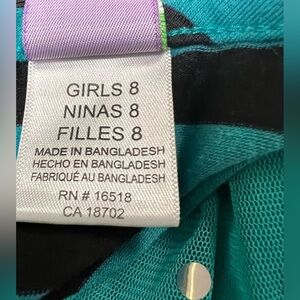 GIRLS 8
NINAS 8
FILLES 8
MADE IN BANGLADESH
HECHO EN BANGLADESH
FABRIQUÉ AU BANGLADESH
RN # 16518
CA 18702